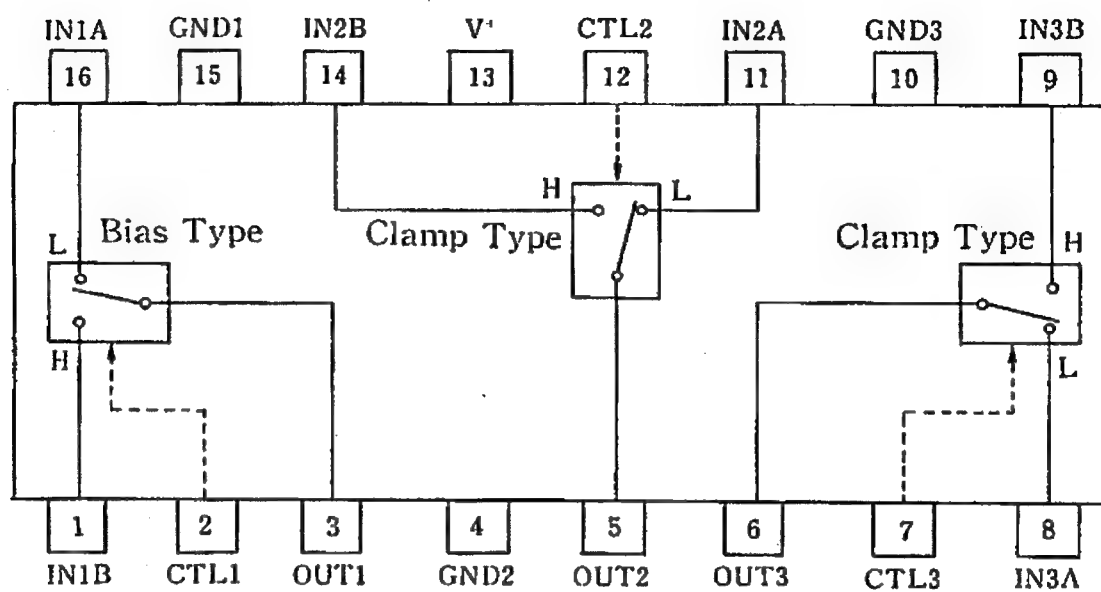 IN1A GND1 IN2B V+ CTL2 IN2A GND3 IN3B
16 15 14 13 12 11 10 9
H L
L Bias Type Clamp Type Clamp Type H
H L
1 2 3 4 5 6 7 8
IN1B CTL1 OUT1 GND2 OUT2 OUT3 CTL3 IN3A